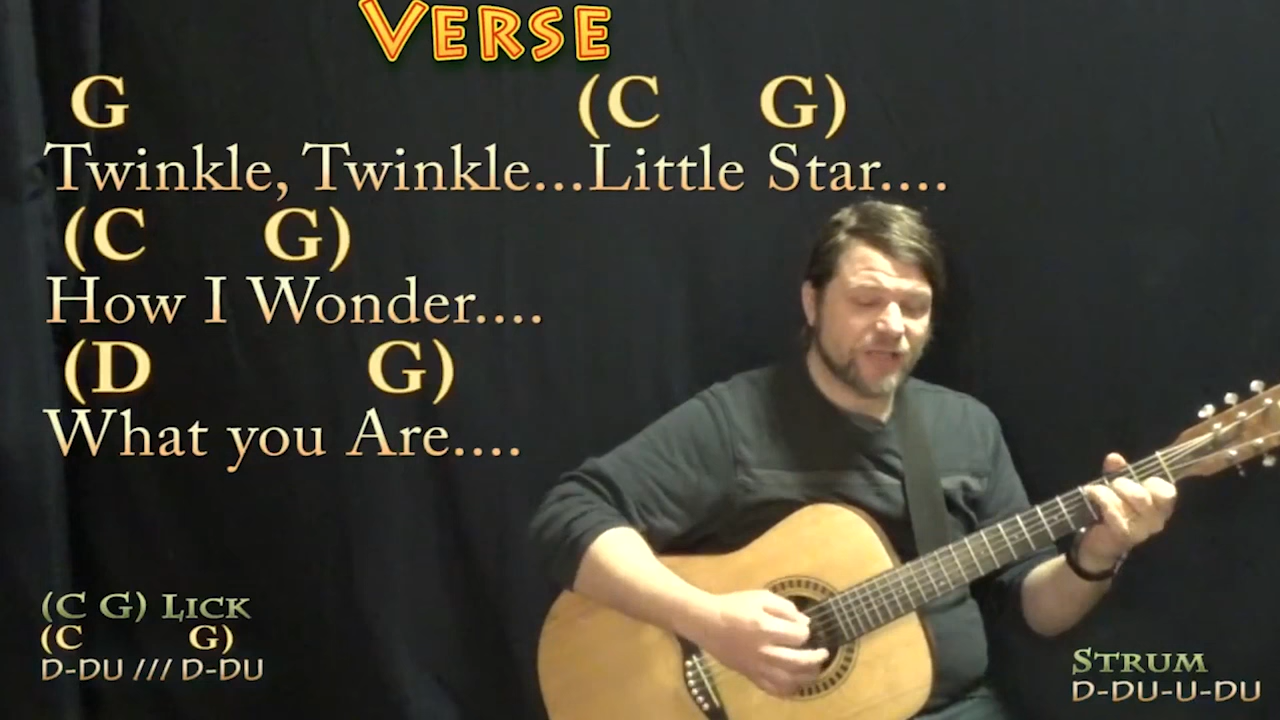 VERSE
G (C G)
Twinkle, Twinkle...Little Star....
(C G)
How I Wonder....
(D G)
What you Are....
(C G) LICK
(C G)
D-DU /// D-DU
STRUM
D-DU-U-DU